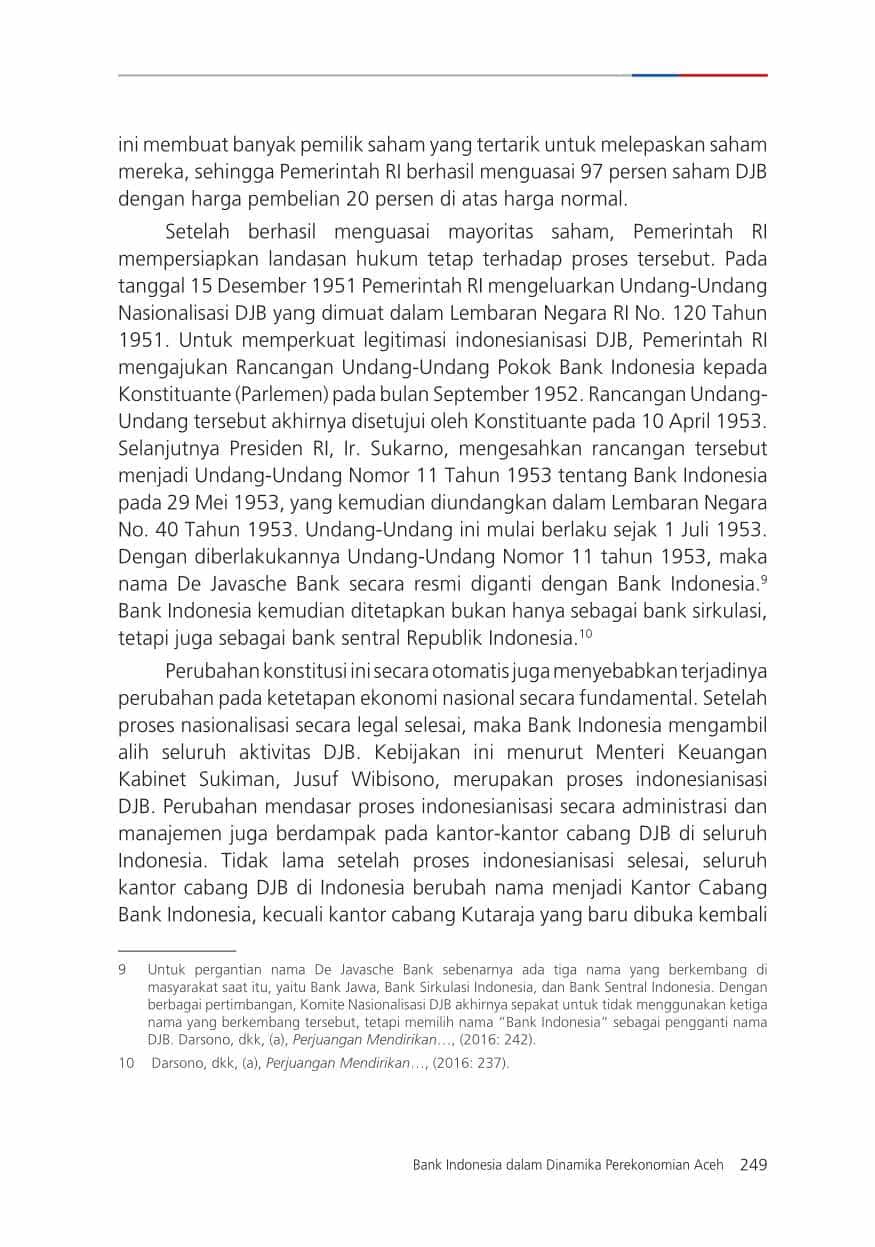 ini membuat banyak pemilik saham yang tertarik untuk melepaskan saham
mereka, sehingga Pemerintah RI berhasil menguasai 97 persen saham DJB
dengan harga pembelian 20 persen di atas harga normal.
Setelah berhasil menguasai mayoritas saham, Pemerintah RI
mempersiapkan landasan hukum tetap terhadap proses tersebut. Pada
tanggal 15 Desember 1951 Pemerintah RI mengeluarkan Undang-Undang
Nasionalisasi DJB yang dimuat dalam Lembaran Negara RI No. 120 Tahun
1951. Untuk memperkuat legitimasi indonesianisasi DJB, Pemerintah RI
mengajukan Rancangan Undang-Undang Pokok Bank Indonesia kepada
Konstituante (Parlemen) pada bulan September 1952. Rancangan Undang-
Undang tersebut akhirnya disetujui oleh Konstituante pada 10 April 1953.
Selanjutnya Presiden RI, Ir. Sukarno, mengesahkan rancangan tersebut
menjadi Undang-Undang Nomor 11 Tahun 1953 tentang Bank Indonesia
pada 29 Mei 1953, yang kemudian diundangkan dalam Lembaran Negara
No. 40 Tahun 1953. Undang-Undang ini mulai berlaku sejak 1 Juli 1953.
Dengan diberlakukannya Undang-Undang Nomor 11 tahun 1953, maka
nama De Javasche Bank secara resmi diganti dengan Bank Indonesia.⁹
Bank Indonesia kemudian ditetapkan bukan hanya sebagai bank sirkulasi,
tetapi juga sebagai bank sentral Republik Indonesia.¹⁰
Perubahan konstitusi ini secara otomatis juga menyebabkan terjadinya
perubahan pada ketetapan ekonomi nasional secara fundamental. Setelah
proses nasionalisasi secara legal selesai, maka Bank Indonesia mengambil
alih seluruh aktivitas DJB. Kebijakan ini menurut Menteri Keuangan
Kabinet Sukiman, Jusuf Wibisono, merupakan proses indonesianisasi
DJB. Perubahan mendasar proses indonesianisasi secara administrasi dan
manajemen juga berdampak pada kantor-kantor cabang DJB di seluruh
Indonesia. Tidak lama setelah proses indonesianisasi selesai, seluruh
kantor cabang DJB di Indonesia berubah nama menjadi Kantor Cabang
Bank Indonesia, kecuali kantor cabang Kutaraja yang baru dibuka kembali
9 Untuk pergantian nama De Javasche Bank sebenarnya ada tiga nama yang berkembang di
masyarakat saat itu, yaitu Bank Jawa, Bank Sirkulasi Indonesia, dan Bank Sentral Indonesia. Dengan
berbagai pertimbangan, Komite Nasionalisasi DJB akhirnya sepakat untuk tidak menggunakan ketiga
nama yang berkembang tersebut, tetapi memilih nama “Bank Indonesia” sebagai pengganti nama
DJB. Darsono, dkk, (a), Perjuangan Mendirikan…, (2016: 242).
10 Darsono, dkk, (a), Perjuangan Mendirikan…, (2016: 237).
Bank Indonesia dalam Dinamika Perekonomian Aceh 249